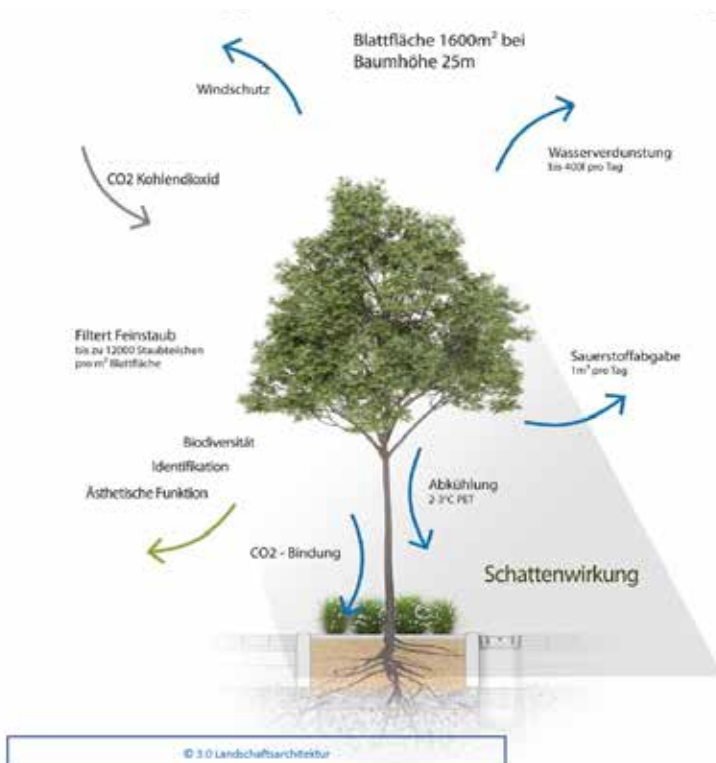 Blattfläche 1600m² bei
Baumhöhe 25m
Windschutz
Wasserverdunstung
bis 400l pro Tag
CO2 Kohlendioxid
Filtert Feinstaub
bis zu 12000 Staubteilchen
pro m² Blattfläche
Sauerstoffabgabe
1m³ pro Tag
Biodiversität
Identifikation
Ästhetische Funktion
Abkühlung
2-3°C PET
CO2 - Bindung
Schattenwirkung
© 3:0 Landschaftsarchitektur